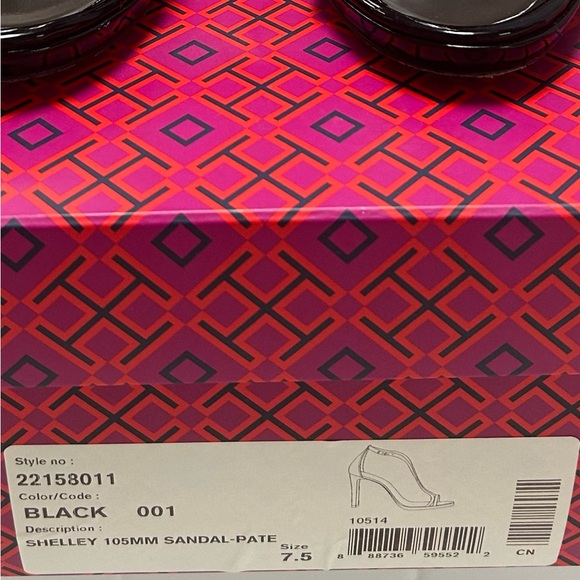 Style no :
22158011
Color/Code :
BLACK 001
Description :
SHELLEY 105MM SANDAL-PATE
Size
7.5
10514
8 88736 59552 2
CN